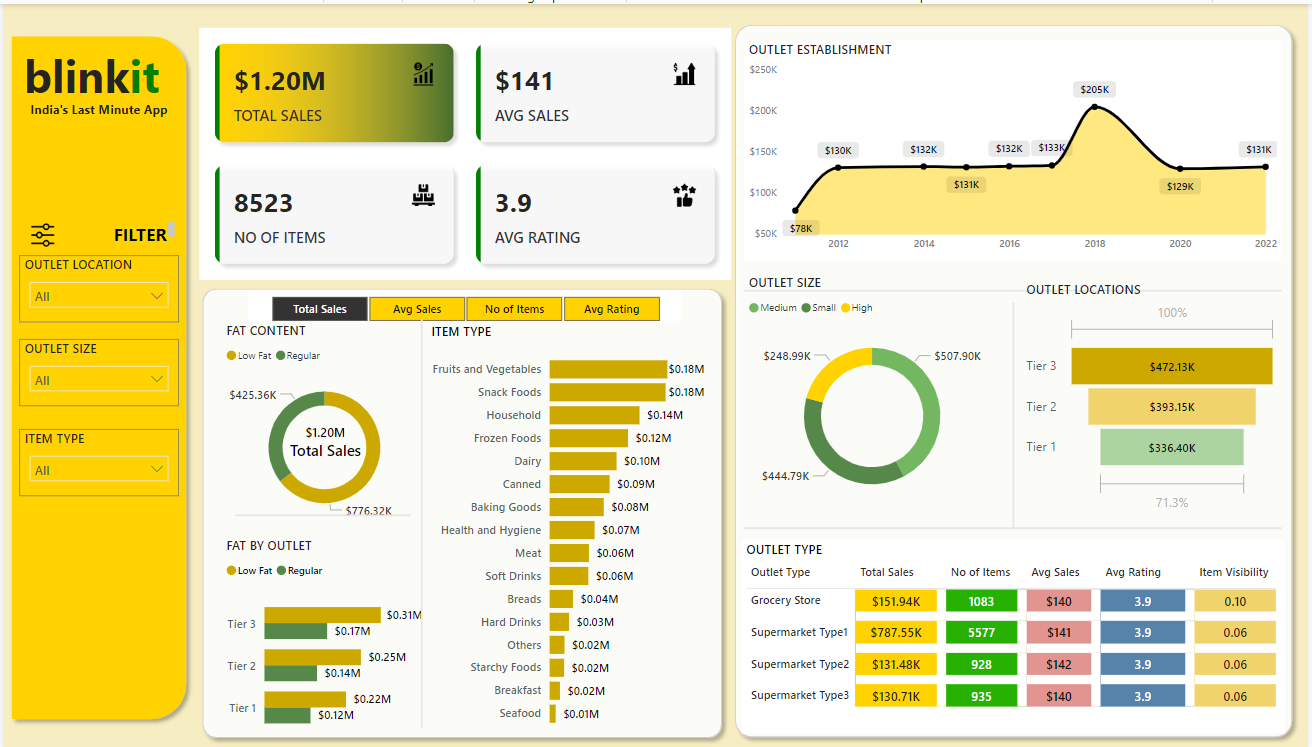 blinkit
India's Last Minute App
FILTER
OUTLET LOCATION
All
OUTLET SIZE
All
ITEM TYPE
All
$1.20M
TOTAL SALES
$141
AVG SALES
8523
NO OF ITEMS
3.9
AVG RATING
Total Sales
Avg Sales
No of Items
Avg Rating
FAT CONTENT
Low Fat
Regular
$425.36K
$1.20M
Total Sales
$776.32K
FAT BY OUTLET
Low Fat
Regular
Tier 3
$0.31M
$0.17M
Tier 2
$0.25M
$0.14M
Tier 1
$0.22M
$0.12M
ITEM TYPE
Fruits and Vegetables $0.18M
Snack Foods $0.18M
Household $0.14M
Frozen Foods $0.12M
Dairy $0.10M
Canned $0.09M
Baking Goods $0.08M
Health and Hygiene $0.07M
Meat $0.06M
Soft Drinks $0.06M
Breads $0.04M
Hard Drinks $0.03M
Others $0.02M
Starchy Foods $0.02M
Breakfast $0.02M
Seafood $0.01M
OUTLET ESTABLISHMENT
$250K
$200K
$150K
$100K
$50K
$78K
$130K
$132K
$131K
$132K
$133K
$205K
$129K
$131K
2012 2014 2016 2018 2020 2022
OUTLET SIZE
Medium Small High
$248.99K
$507.90K
$444.79K
OUTLET LOCATIONS
100%
Tier 3 $472.13K
Tier 2 $393.15K
Tier 1 $336.40K
71.3%
OUTLET TYPE
Outlet Type Total Sales No of Items Avg Sales Avg Rating Item Visibility
Grocery Store $151.94K 1083 $140 3.9 0.10
Supermarket Type1 $787.55K 5577 $141 3.9 0.06
Supermarket Type2 $131.48K 928 $142 3.9 0.06
Supermarket Type3 $130.71K 935 $140 3.9 0.06